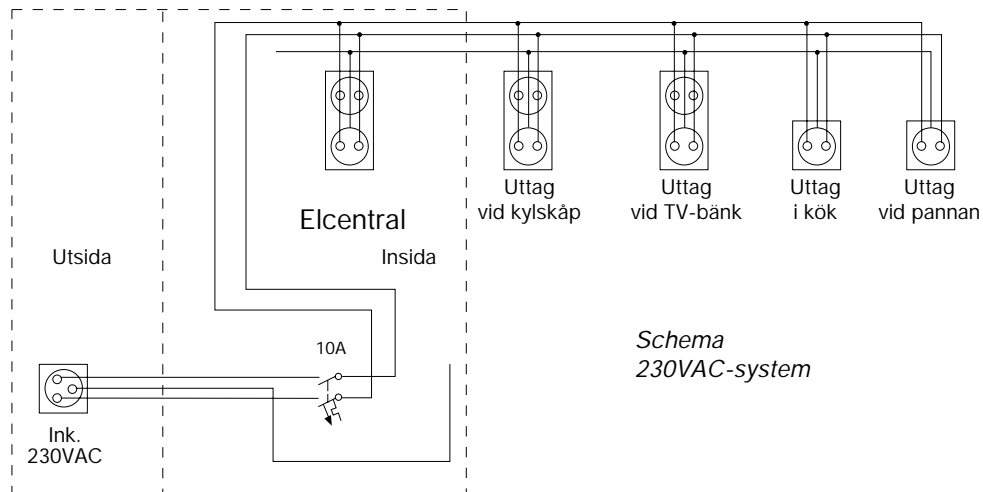 Uttag
vid kylskåp
Uttag
vid TV-bänk
Uttag
i kök
Uttag
vid pannan
Elcentral
Utsida
Insida
10A
Schema
230VAC-system
Ink.
230VAC